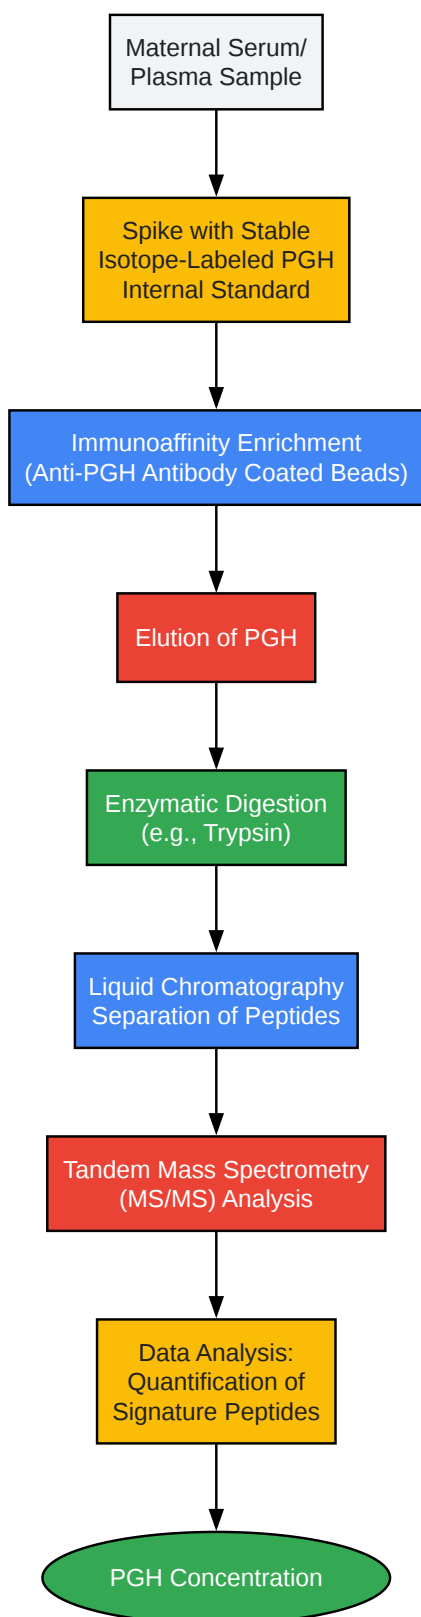 Maternal Serum/
Plasma Sample
Spike with Stable
Isotope-Labeled PGH
Internal Standard
Immunoaffinity Enrichment
(Anti-PGH Antibody Coated Beads)
Elution of PGH
Enzymatic Digestion
(e.g., Trypsin)
Liquid Chromatography
Separation of Peptides
Tandem Mass Spectrometry
(MS/MS) Analysis
Data Analysis:
Quantification of
Signature Peptides
PGH Concentration